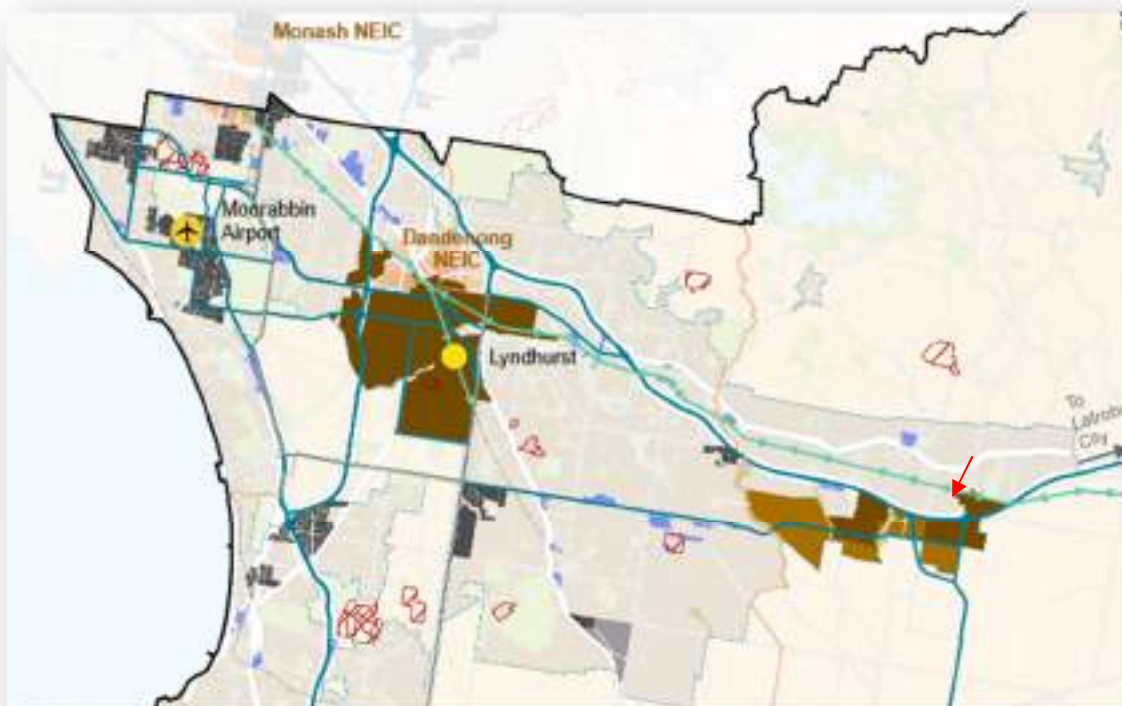 Monash NEIC
Moorabbin
Airport
Dandenong
NEIC
Lyndhurst
To
Latrobe
City